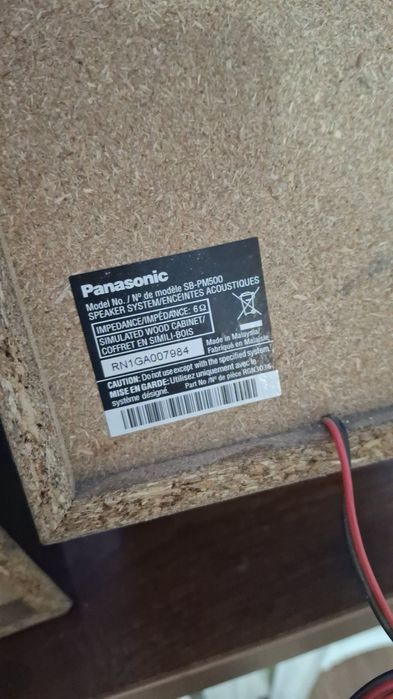 Panasonic
Model No. / Nº de modèle SB-PM500
SPEAKER SYSTEM/ENCEINTES ACOUSTIQUES
IMPEDANCE/IMPÉDANCE: 6Ω
SIMULATED WOOD CABINET/
COFFRET EN SIMILI-BOIS
RN1GA007984
Made in Malaysia/
Fabriqué en Malaisie
CAUTION: Do not use except with the specified system.
MISE EN GARDE: Utilisez uniquement avec le
système désigné.
Part No /Nº de pièce